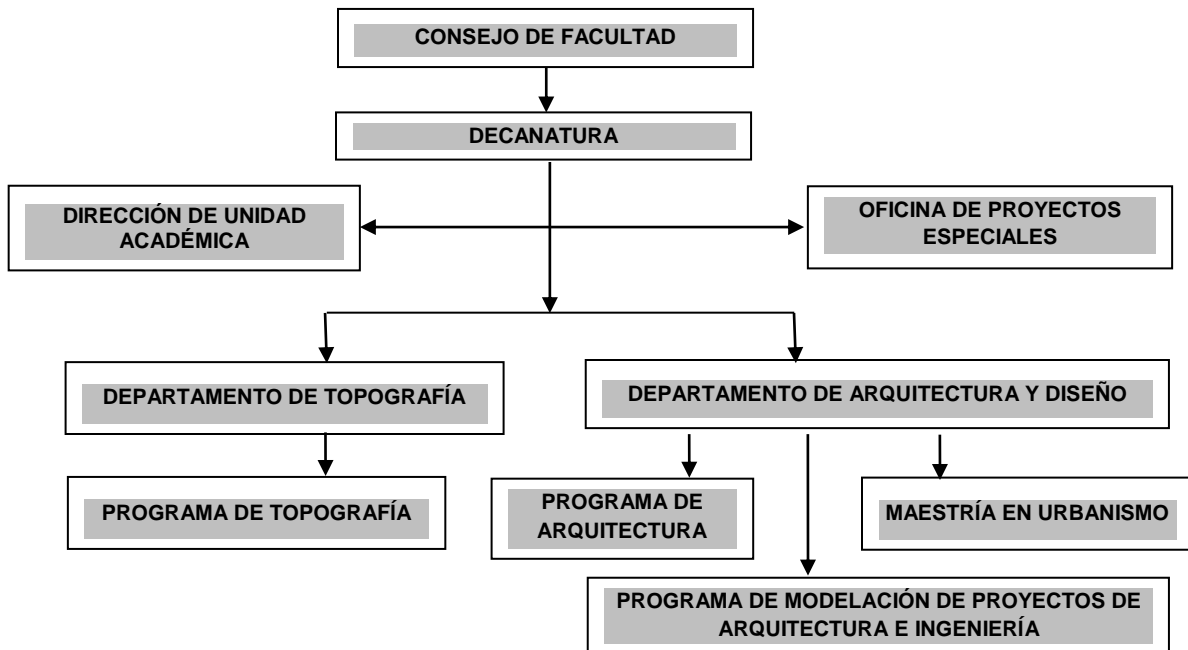 CONSEJO DE FACULTAD
DECANATURA
DIRECCIÓN DE UNIDAD
ACADÉMICA
OFICINA DE PROYECTOS
ESPECIALES
DEPARTAMENTO DE TOPOGRAFÍA
DEPARTAMENTO DE ARQUITECTURA Y DISEÑO
PROGRAMA DE TOPOGRAFÍA
PROGRAMA DE
ARQUITECTURA
MAESTRÍA EN URBANISMO
PROGRAMA DE MODELACIÓN DE PROYECTOS DE
ARQUITECTURA E INGENIERÍA